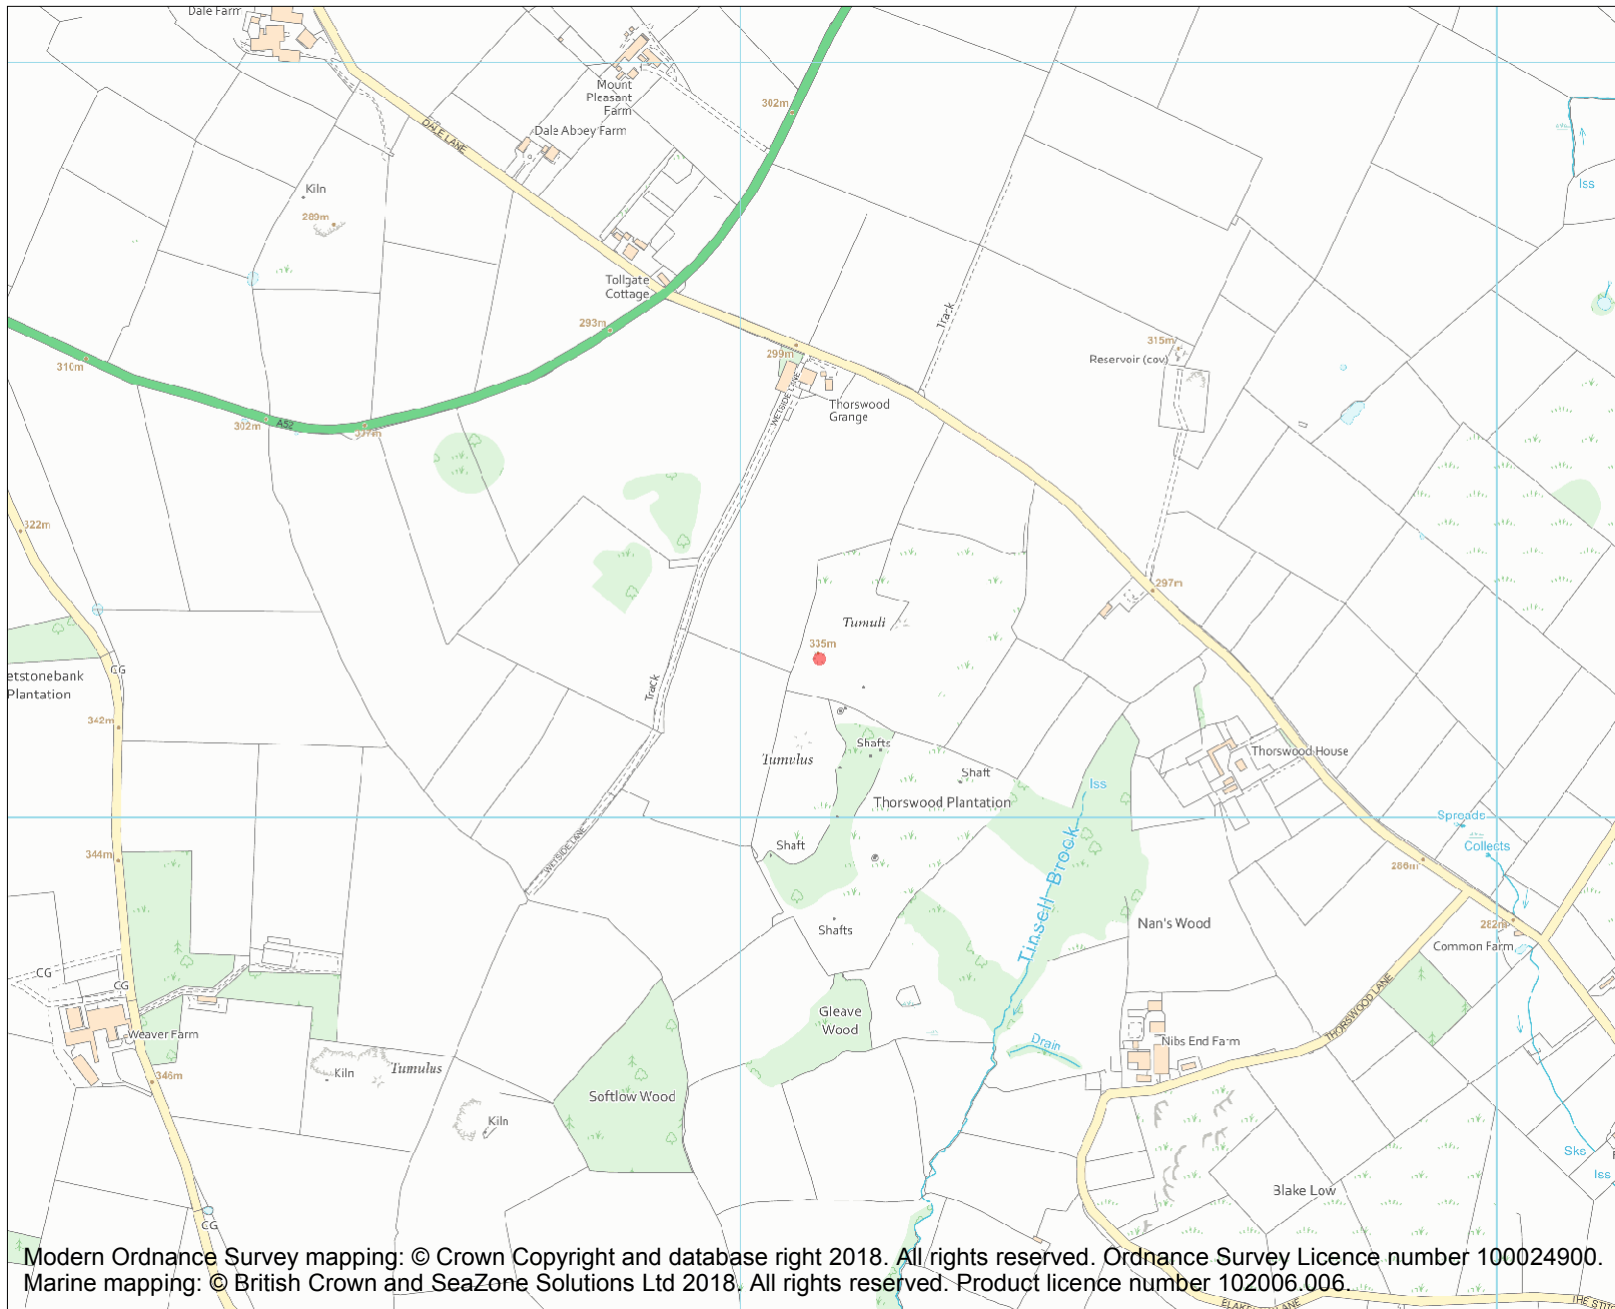 Dale Farm
Mount
Pleasant
Farm
302m
DALE LANE
Dale Abbey Farm
Iss
Kiln
289m
Tollgate
Cottage
293m
Track
299m
310m
315m
Reservoir (cov)
WETSIDE LANE
Thorswood
Grange
302m
A52
322m
297m
Tumuli
335m
CG
etstonebank
Plantation
Track
342m
Shafts
Thorswood House
Tumulus
Shaft
Iss
Thorswood Plantation
Spreads
Collects
WETSIDE LANE
Shaft
344m
286m
Tinsell Brock
Nan's Wood
282m
Shafts
Common Farm
CG
CG
THORSWOOD LANE
Gleave
Wood
Weaver Farm
Drain
Nibs End Farm
Kiln
Tumulus
346m
Softlow Wood
Kiln
Sks
Iss
Blake Low
CG
Modern Ordnance Survey mapping: © Crown Copyright and database right 2018. All rights reserved. Ordnance Survey Licence number 100024900.
Marine mapping: © British Crown and SeaZone Solutions Ltd 2018. All rights reserved. Product licence number 102006.006.